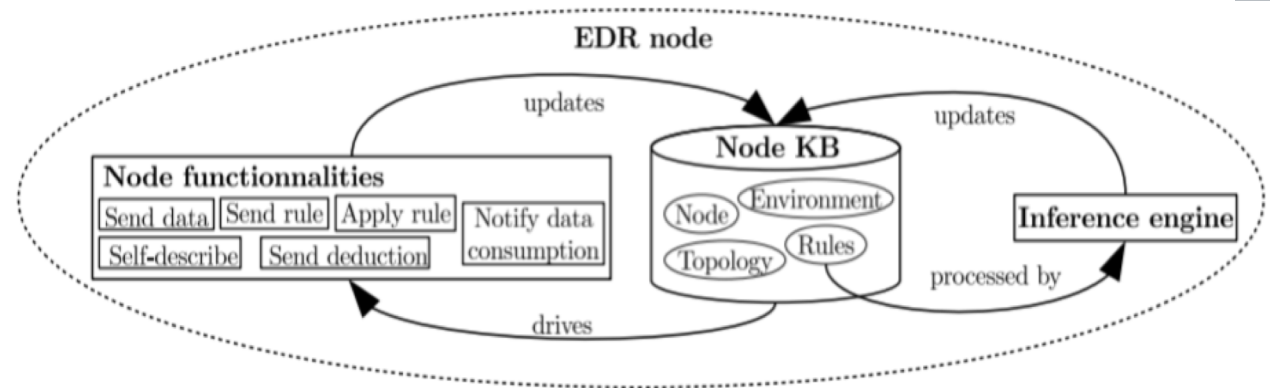 EDR node
updates
updates
Node KB
Node functionnalities
Send data Send rule Apply rule Notify data
consumption
Self-describe Send deduction
Node Environment
Topology Rules
Inference engine
processed by
drives